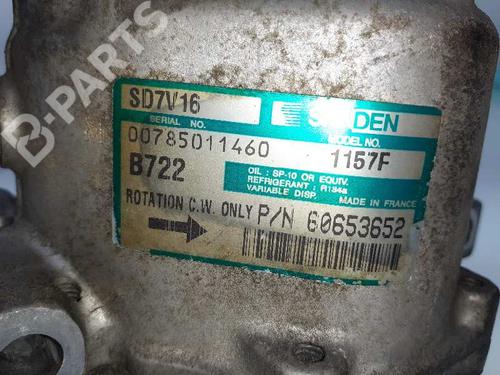 B-PARTS
SD7V16
SANDEN
SERIAL NO.
MODEL NO.
00785011460
1157F
B722
OIL : SP-10 OR EQUIV.
REFRIGERANT : R134a
VARIABLE DISP.
MADE IN FRANCE
ROTATION C.W. ONLY P/N 60653652